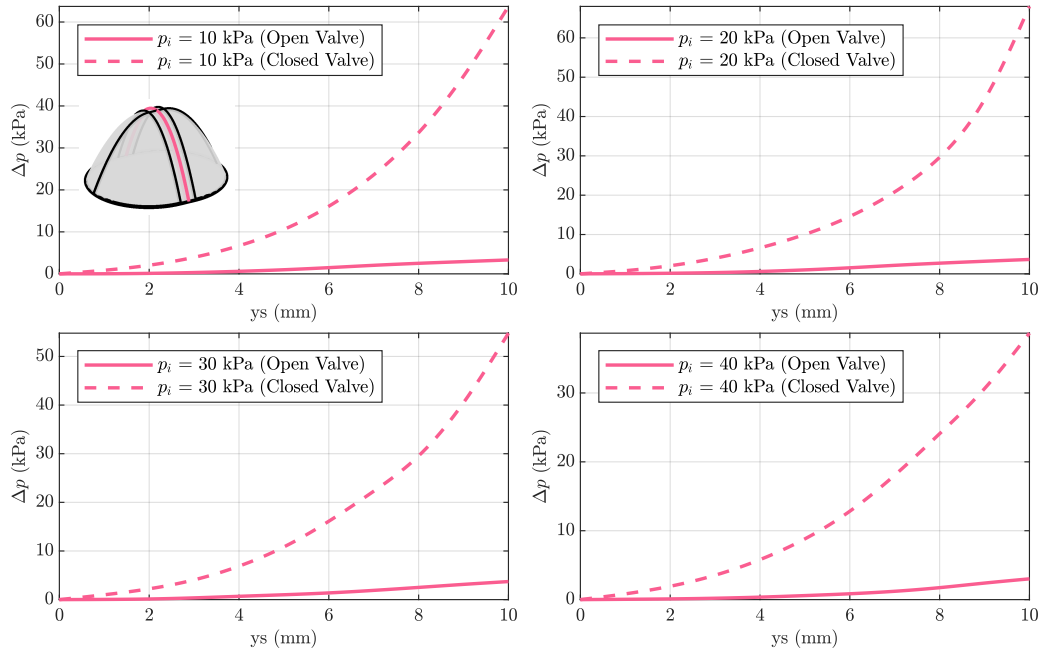 p_i = 10 kPa (Open Valve)
p_i = 10 kPa (Closed Valve)
Δp (kPa)
60
50
40
30
20
10
0
0 2 4 6 8 10
ys (mm)
p_i = 20 kPa (Open Valve)
p_i = 20 kPa (Closed Valve)
Δp (kPa)
60
50
40
30
20
10
0
0 2 4 6 8 10
ys (mm)
p_i = 30 kPa (Open Valve)
p_i = 30 kPa (Closed Valve)
Δp (kPa)
50
40
30
20
10
0
0 2 4 6 8 10
ys (mm)
p_i = 40 kPa (Open Valve)
p_i = 40 kPa (Closed Valve)
Δp (kPa)
30
20
10
0
0 2 4 6 8 10
ys (mm)